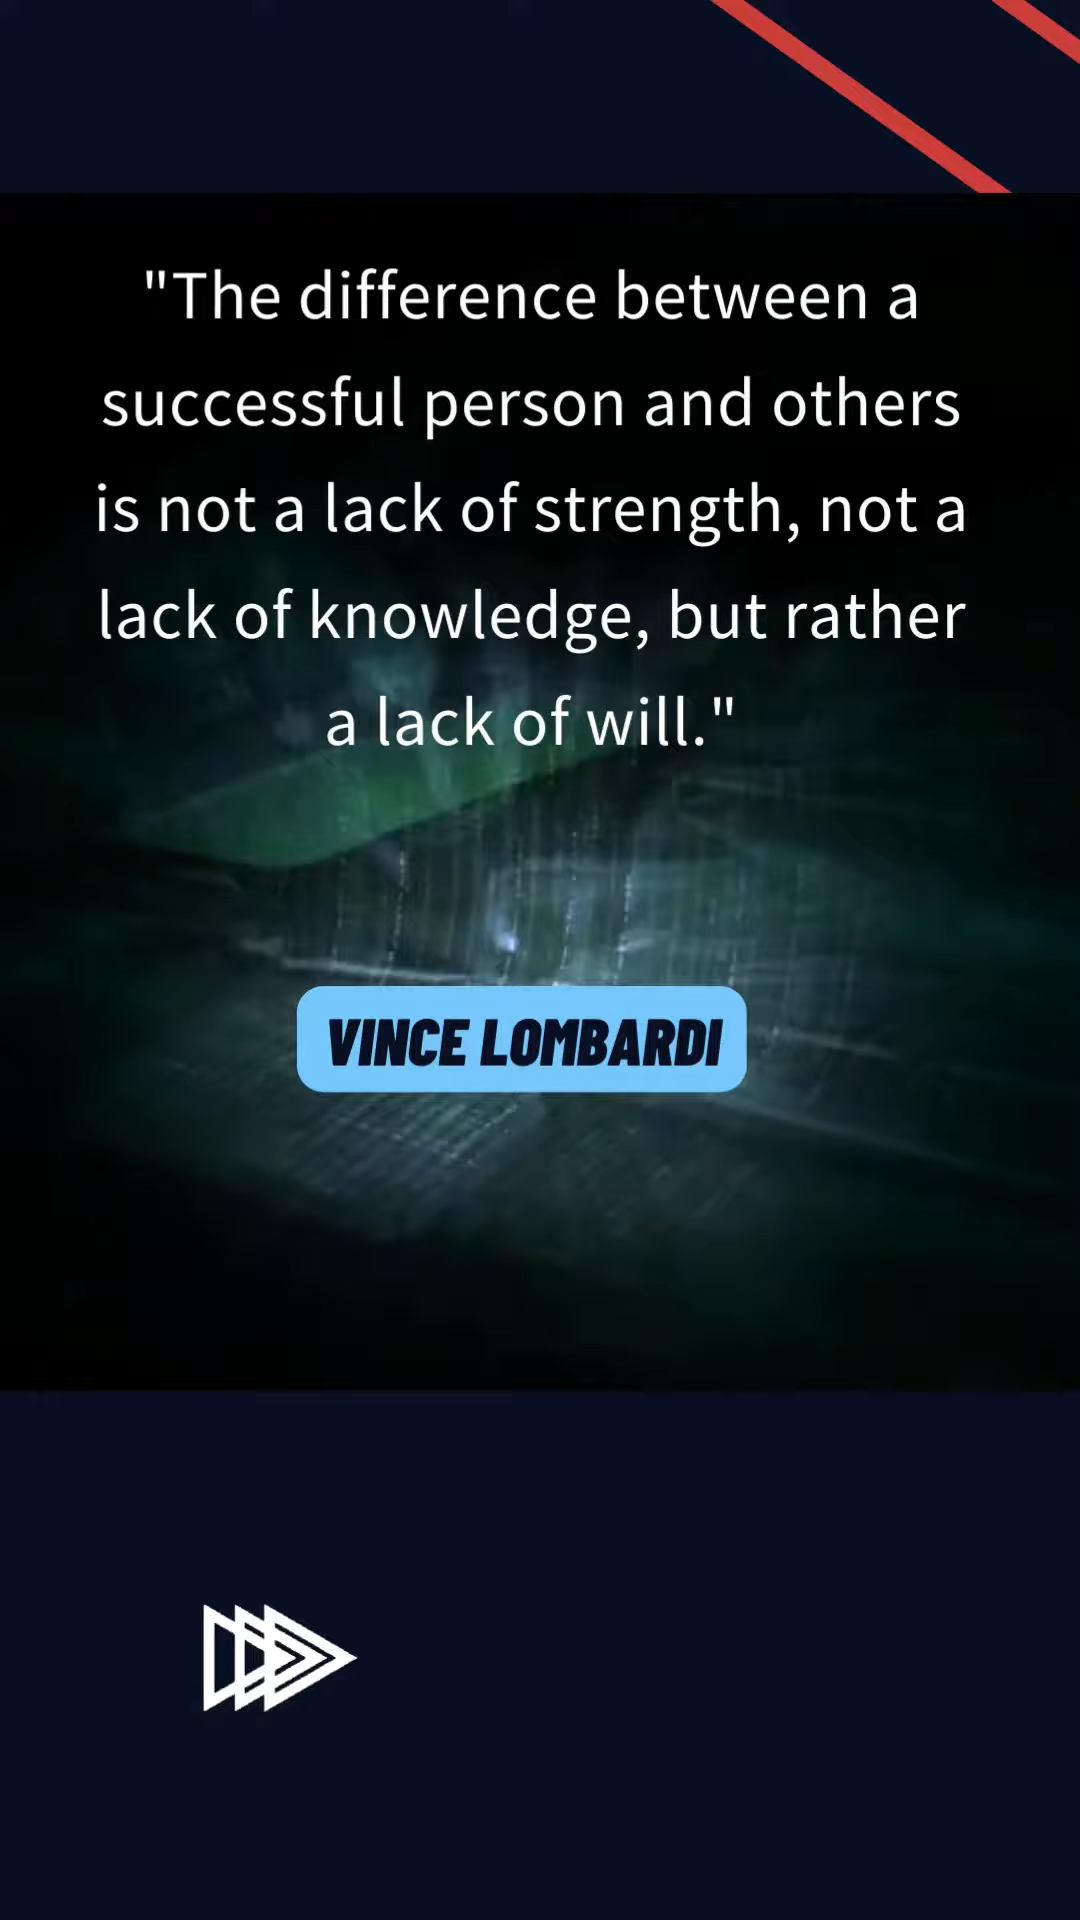 "The difference between a
successful person and others
is not a lack of strength, not a
lack of knowledge, but rather
a lack of will."
VINCE LOMBARDI